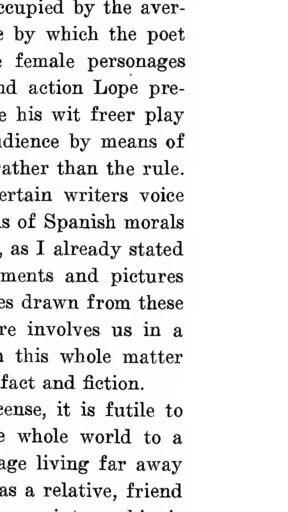 ccupied by the aver-
e by which the poet
e female personages
nd action Lope pre-
e his wit freer play
udience by means of
rather than the rule.
ertain writers voice
ns of Spanish morals
, as I already stated
ments and pictures
es drawn from these
re involves us in a
n this whole matter
fact and fiction.
cense, it is futile to
e whole world to a
age living far away
as a relative, friend